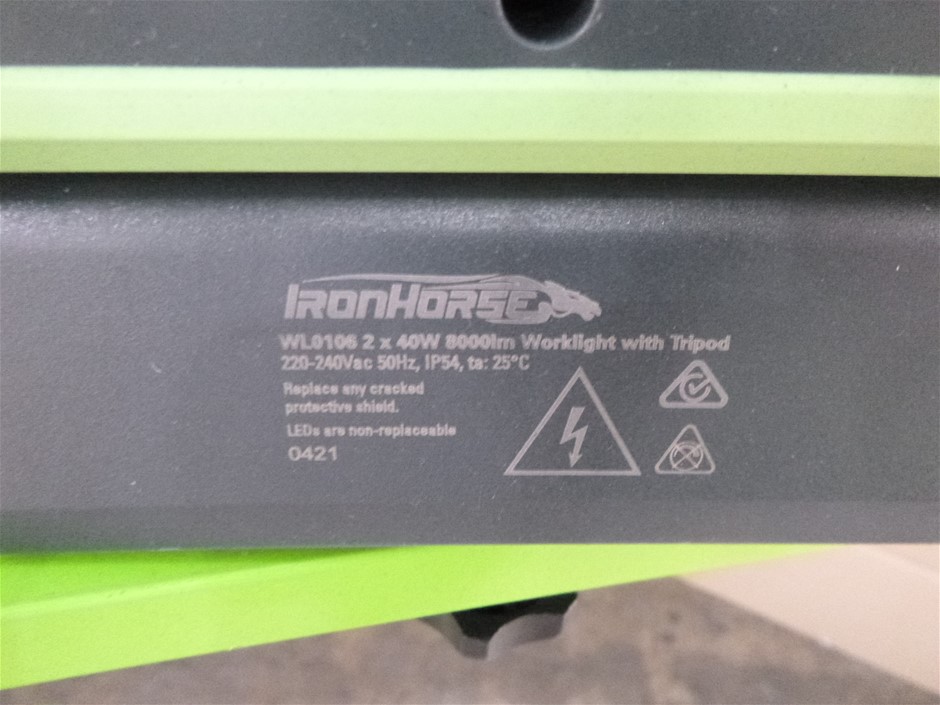 IRONHORSE
WL0106 2 x 40W 8000lm Worklight with Tripod
220-240Vac 50Hz, IP54, ta: 25°C
Replace any cracked
protective shield.
LEDs are non-replaceable
0421